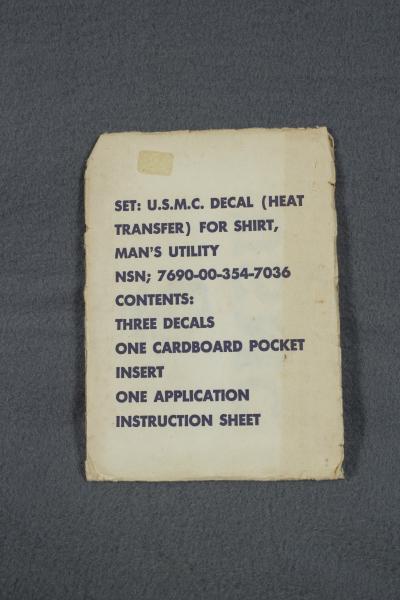 SET: U.S.M.C. DECAL (HEAT
TRANSFER) FOR SHIRT,
MAN'S UTILITY
NSN; 7690-00-354-7036
CONTENTS:
THREE DECALS
ONE CARDBOARD POCKET
INSERT
ONE APPLICATION
INSTRUCTION SHEET